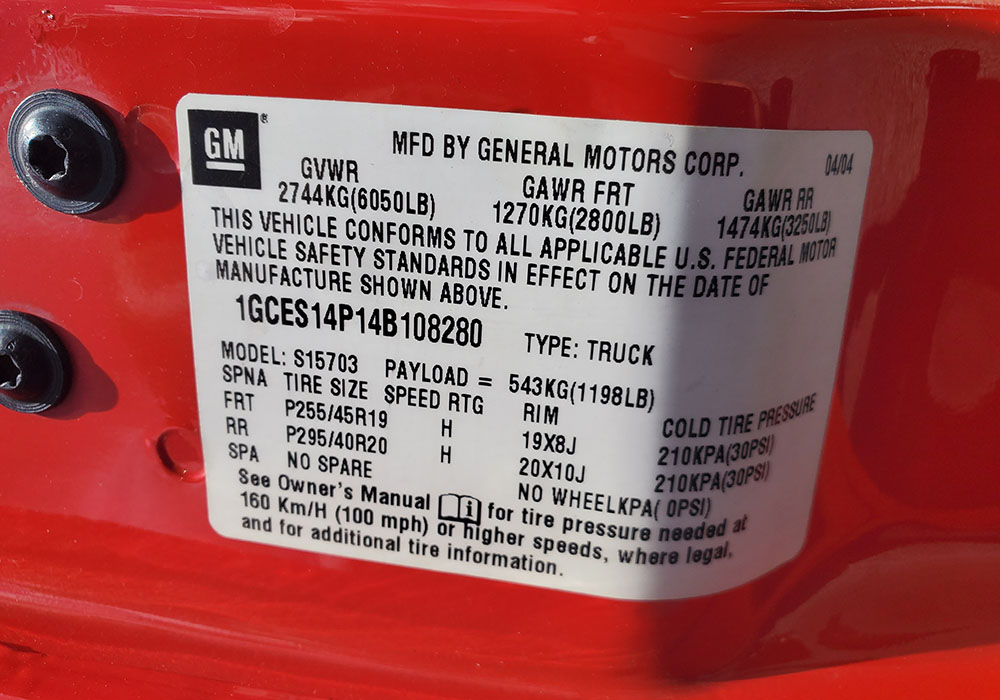 GM ® MFD BY GENERAL MOTORS CORP. 04/04
GVWR GAWR FRT GAWR RR
2744KG(6050LB) 1270KG(2800LB) 1474KG(3250LB)
THIS VEHICLE CONFORMS TO ALL APPLICABLE U.S. FEDERAL MOTOR
VEHICLE SAFETY STANDARDS IN EFFECT ON THE DATE OF
MANUFACTURE SHOWN ABOVE.
1GCES14P14B108280 TYPE: TRUCK
MODEL: S15703 PAYLOAD = 543KG(1198LB)
SPNA TIRE SIZE SPEED RTG RIM COLD TIRE PRESSURE
FRT P255/45R19 H 19X8J 210KPA(30PSI)
RR P295/40R20 H 20X10J 210KPA(30PSI)
SPA NO SPARE NO WHEELKPA( 0PSI)
See Owner's Manual i for tire pressure needed at
160 Km/H (100 mph) or higher speeds, where legal,
and for additional tire information.